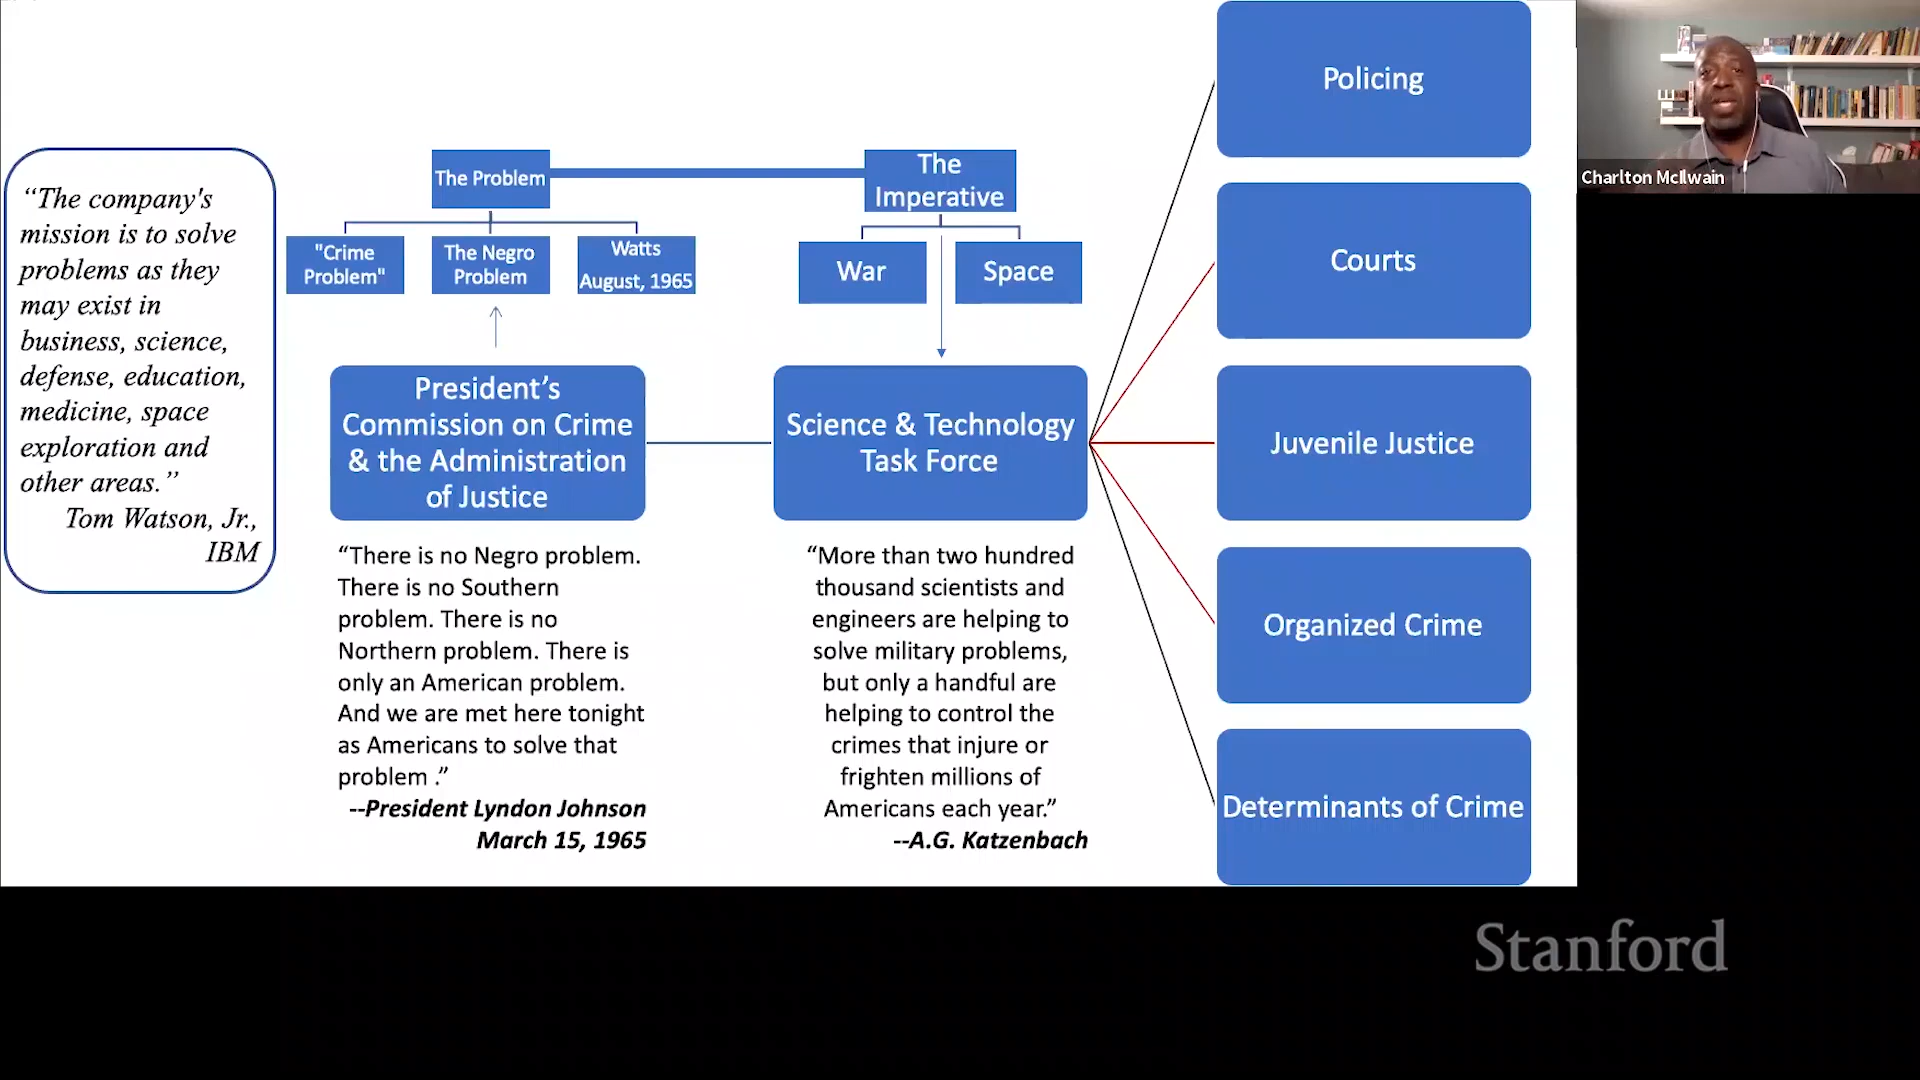 “The company's
mission is to solve
problems as they
may exist in
business, science,
defense, education,
medicine, space
exploration and
other areas.”
Tom Watson, Jr.,
IBM
The Problem
"Crime
Problem"
The Negro
Problem
Watts
August, 1965
The
Imperative
War
Space
President’s
Commission on Crime
& the Administration
of Justice
Science & Technology
Task Force
“There is no Negro problem.
There is no Southern
problem. There is no
Northern problem. There is
only an American problem.
And we are met here tonight
as Americans to solve that
problem .”
--President Lyndon Johnson
March 15, 1965
“More than two hundred
thousand scientists and
engineers are helping to
solve military problems,
but only a handful are
helping to control the
crimes that injure or
frighten millions of
Americans each year.”
--A.G. Katzenbach
Policing
Courts
Juvenile Justice
Organized Crime
Determinants of Crime
Charlton McIlwain
Stanford